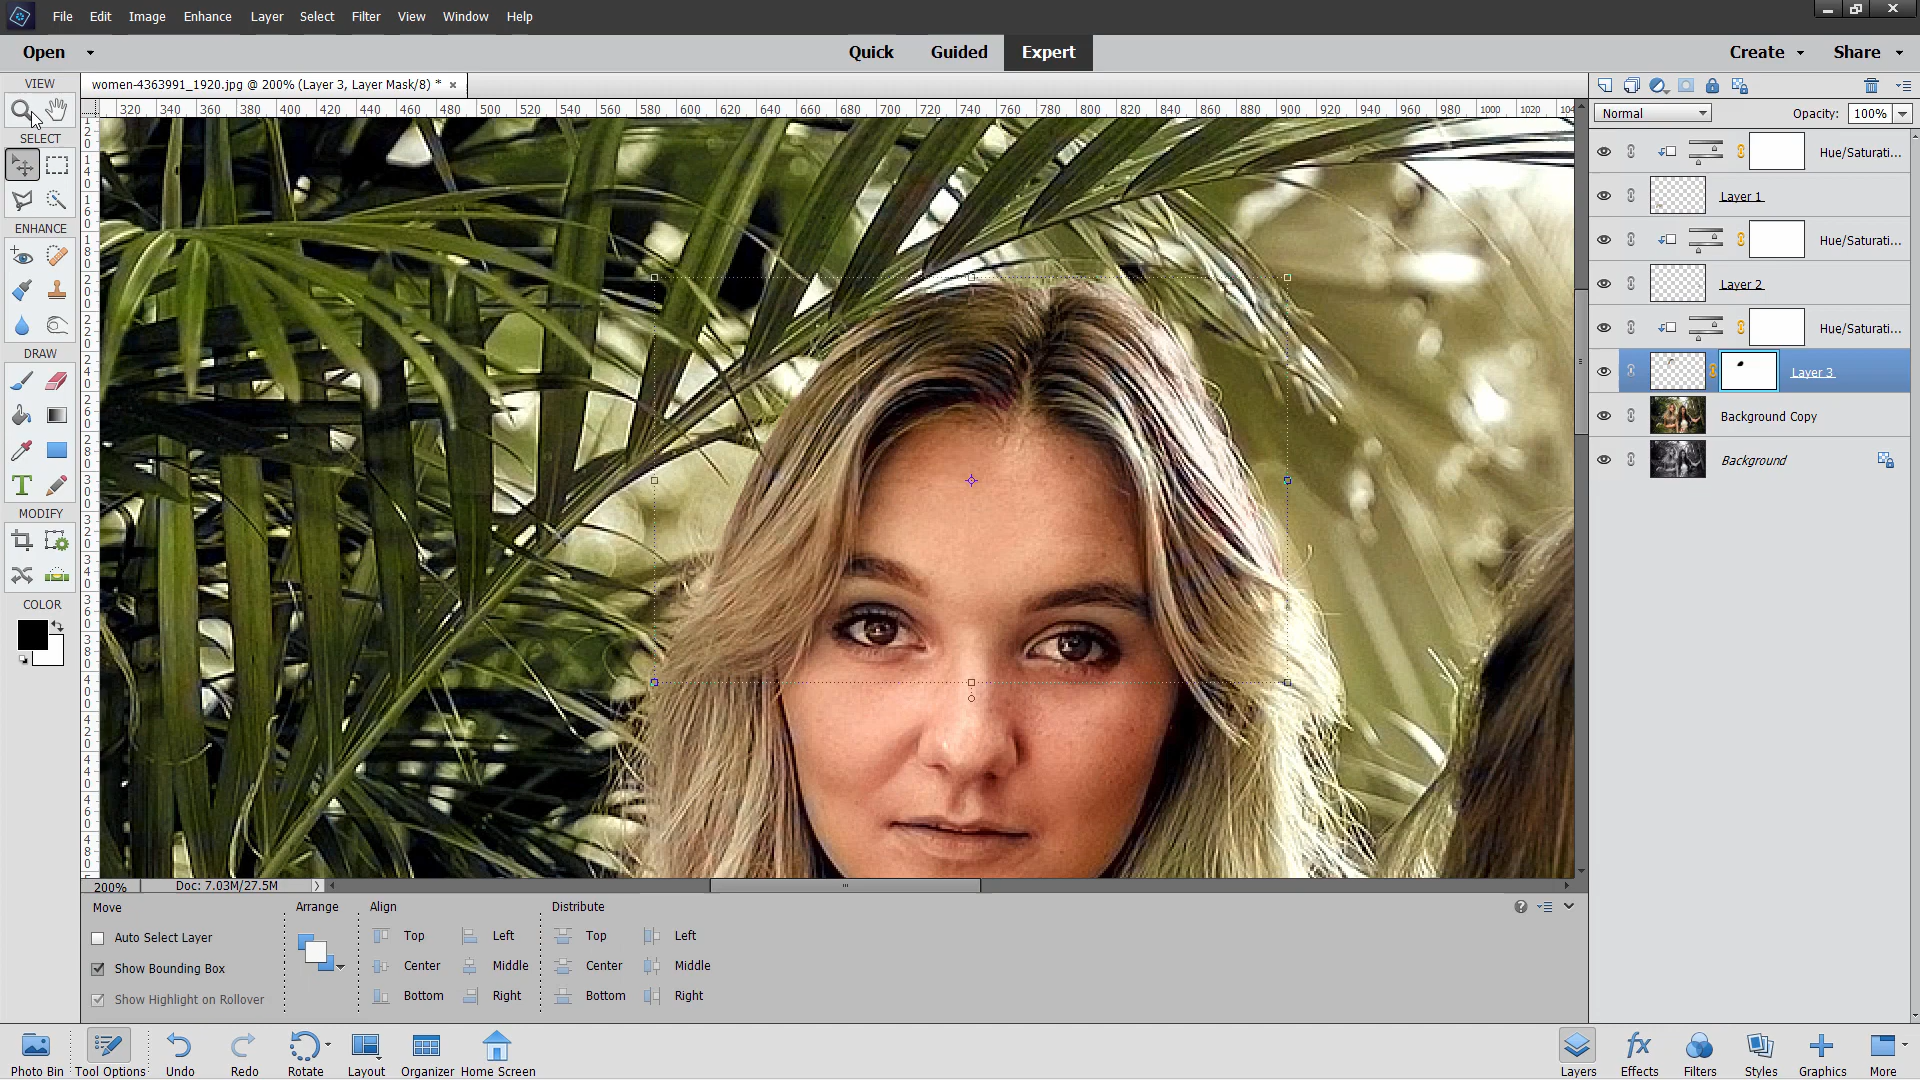 File Edit Image Enhance Layer Select Filter View Window Help
Open Quick Guided Expert Create Share
VIEW
women-4363991_1920.jpg @ 200% (Layer 3, Layer Mask/8) * ×
320 340 360 380 400 420 440 460 480 500 520 540 560 580 600 620 640 660 680 700 720 740 760 780 800 820 840 860 880 900 920 940 960 980 1000 1020
Normal Opacity: 100%
SELECT
Hue/Saturati...
Layer 1
ENHANCE
Hue/Saturati...
Layer 2
Hue/Saturati...
DRAW
Layer 3
Background Copy
Background
T
MODIFY
COLOR
200% Doc: 7.03M/27.5M
Move Arrange Align Distribute
Auto Select Layer Top Left Top Left
Show Bounding Box Center Middle Center Middle
Show Highlight on Rollover Bottom Right Bottom Right
Photo Bin Tool Options Undo Redo Rotate Layout Organizer Home Screen Layers fx Effects Filters Styles Graphics More